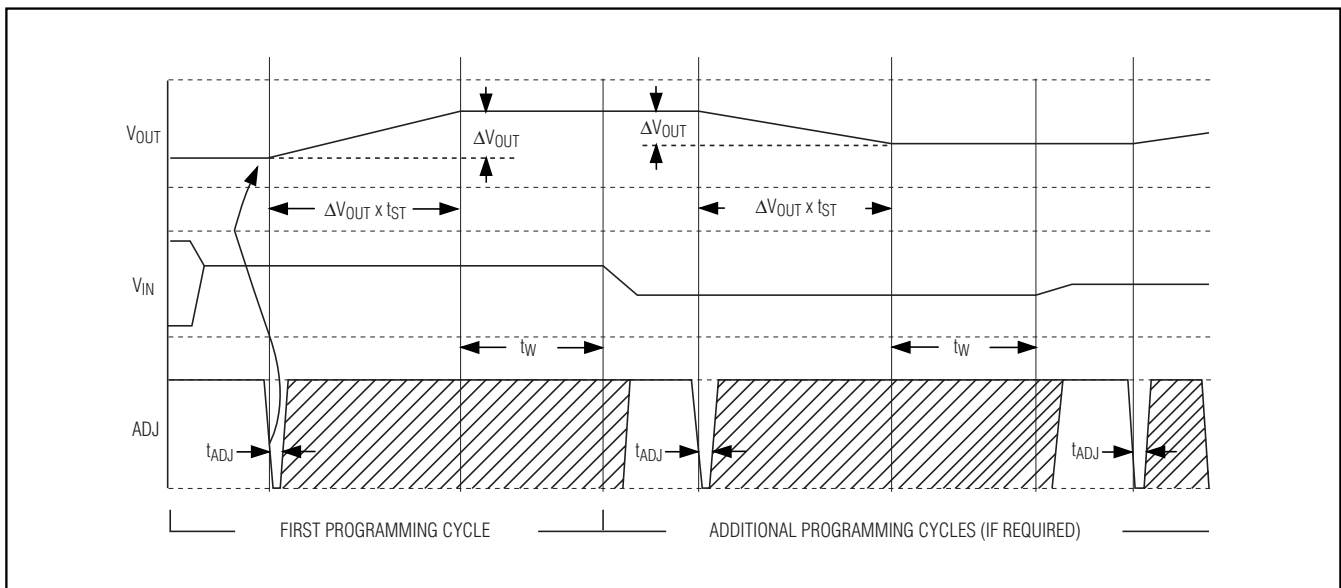 VOUT
ΔVOUT
ΔVOUT
ΔVOUT x tST
ΔVOUT x tST
VIN
tW
tW
ADJ
tADJ
tADJ
tADJ
FIRST PROGRAMMING CYCLE
ADDITIONAL PROGRAMMING CYCLES (IF REQUIRED)